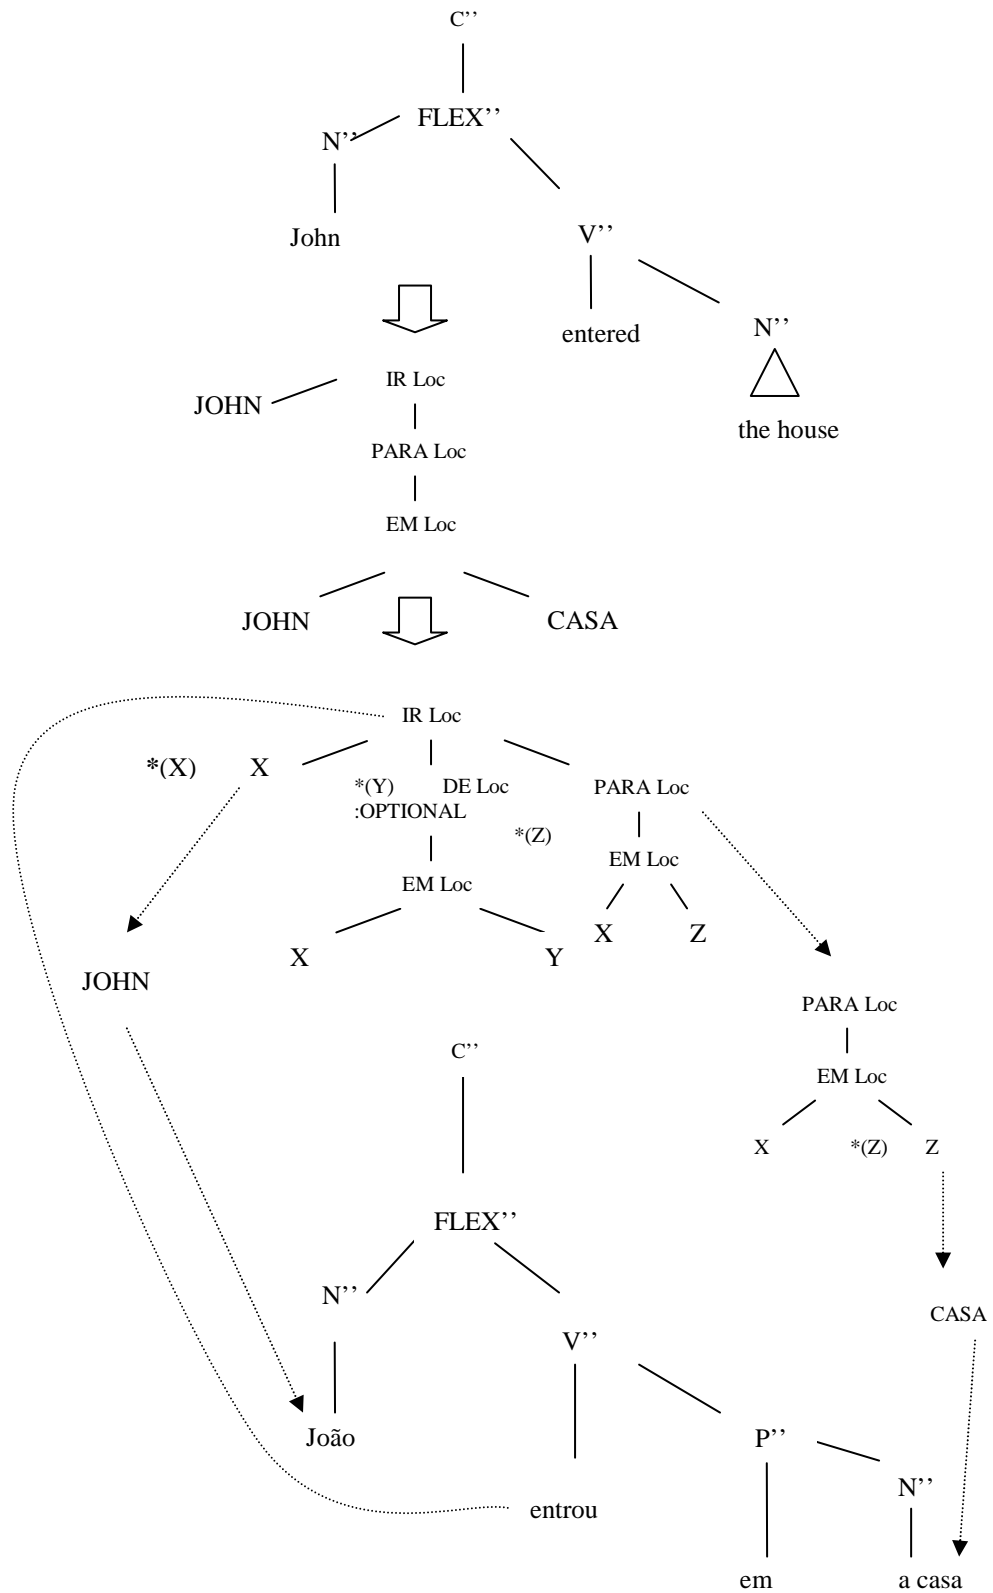 C’’
FLEX’’
N’’
John
V’’
entered
N’’
the house
IR Loc
JOHN
PARA Loc
EM Loc
JOHN
CASA
IR Loc
*(X) X
*(Y) DE Loc
:OPTIONAL
PARA Loc
*(Z)
EM Loc
EM Loc
X Z
X Y
JOHN
PARA Loc
C’’
EM Loc
X *(Z) Z
FLEX’’
N’’
CASA
V’’
João
P’’
N’’
entrou
em a casa